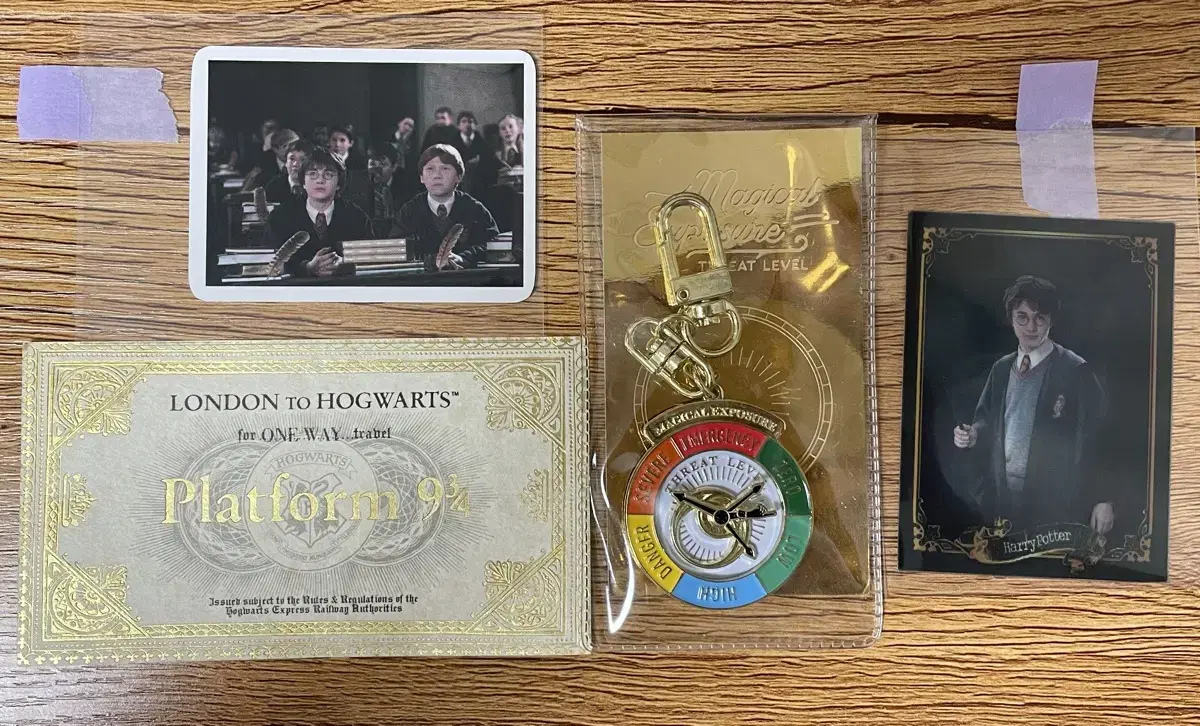 LONDON TO HOGWARTS™
for ONE WAY...travel
HOGWARTS
Platform 9¾
Issued subject to the Rules & Regulations of the
Hogwarts Express Railway Authorities
Magical
Exposure
THREAT LEVEL
MAGICAL EXPOSURE
THREAT LEVEL
EMERGENCY
ZERO
LOW
HIGH
DANGER
SEVERE
Harry Potter